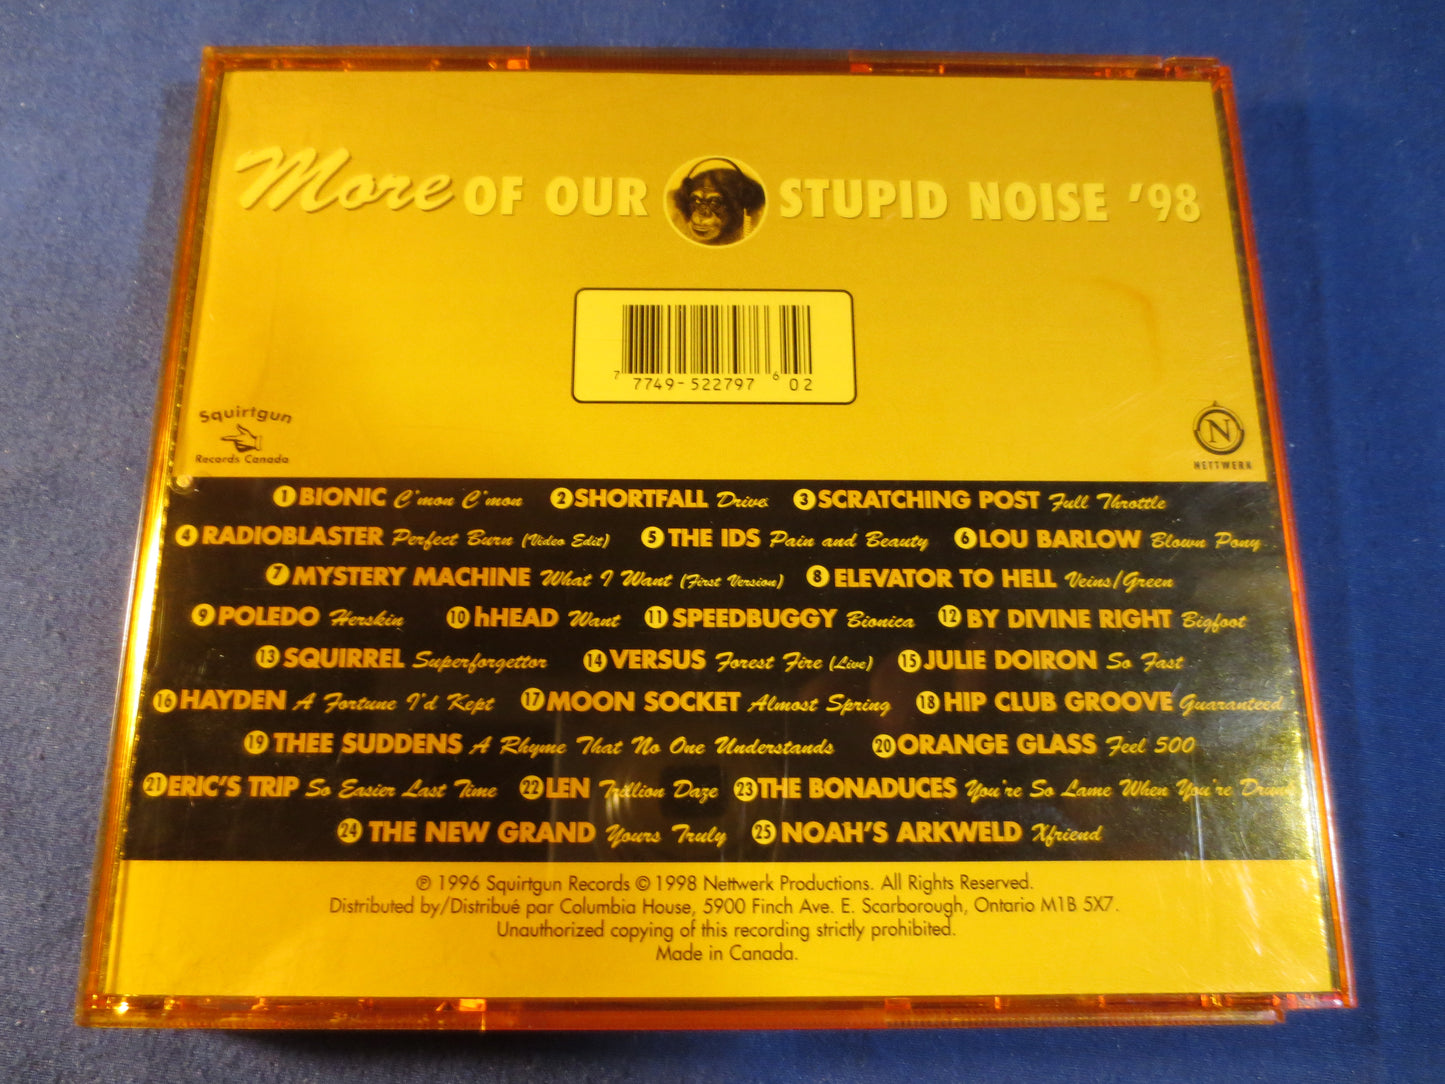 More OF OUR STUPID NOISE '98
7 7749-522797 6 02
Squirtgun
Records Canada
N
NETTWERK
1 BIONIC C'mon C'mon 2 SHORTFALL Drive 3 SCRATCHING POST Full Throttle
4 RADIOBLASTER Perfect Burn (Video Edit) 5 THE IDS Pain and Beauty 6 LOU BARLOW Blown Pony
7 MYSTERY MACHINE What I Want (First Version) 8 ELEVATOR TO HELL Veins/Green
9 POLEDO Herskin 10 hHEAD Want 11 SPEEDBUGGY Bionica 12 BY DIVINE RIGHT Bigfoot
13 SQUIRREL Superforgettor 14 VERSUS Forest Fire (Live) 15 JULIE DOIRON So Fast
16 HAYDEN A Fortune I'd Kept 17 MOON SOCKET Almost Spring 18 HIP CLUB GROOVE Guaranteed
19 THEE SUDDENS A Rhyme That No One Understands 20 ORANGE GLASS Feel 500
21 ERIC'S TRIP So Easier Last Time 22 LEN Trillion Daze 23 THE BONADUCES You're So Lame When You're Drunk
24 THE NEW GRAND Yours Truly 25 NOAH'S ARKWELD Xfriend
℗ 1996 Squirtgun Records © 1998 Nettwerk Productions. All Rights Reserved.
Distributed by/Distribué par Columbia House, 5900 Finch Ave. E. Scarborough, Ontario M1B 5X7.
Unauthorized copying of this recording strictly prohibited.
Made in Canada.